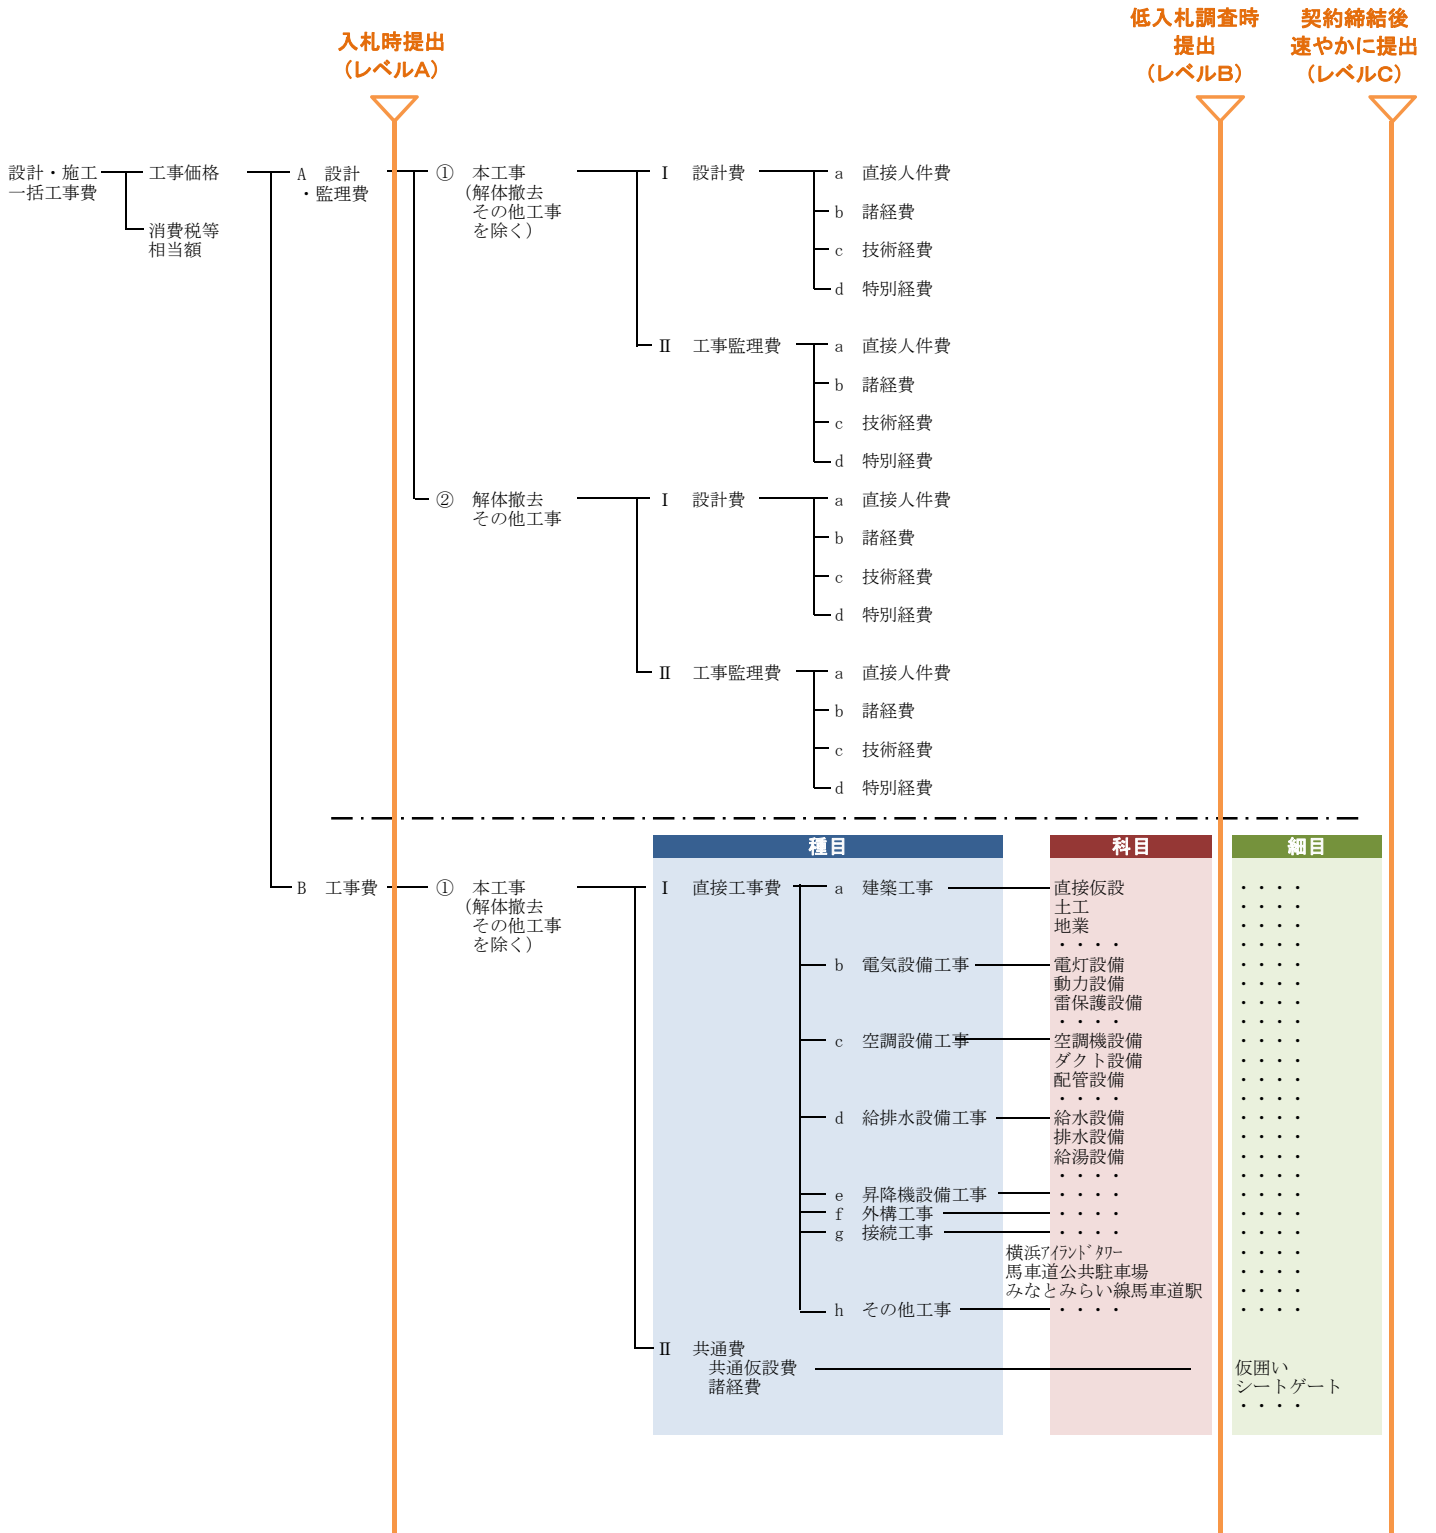 入札時提出
（レベルA）
低入札調査時
提出
（レベルB）
契約締結後
速やかに提出
（レベルC）
設計・施工
一括工事費
工事価格
消費税等
相当額
A 設計
・監理費
① 本工事
（解体撤去
その他工事
を除く）
Ⅰ 設計費
a 直接人件費
b 諸経費
c 技術経費
d 特別経費
Ⅱ 工事監理費
a 直接人件費
b 諸経費
c 技術経費
d 特別経費
② 解体撤去
その他工事
Ⅰ 設計費
a 直接人件費
b 諸経費
c 技術経費
d 特別経費
Ⅱ 工事監理費
a 直接人件費
b 諸経費
c 技術経費
d 特別経費
種目
科目
細目
B 工事費
① 本工事
（解体撤去
その他工事
を除く）
Ⅰ 直接工事費
a 建築工事
直接仮設
・・・・
土工
・・・・
地業
・・・・
・・・・
・・・・
b 電気設備工事
電灯設備
・・・・
動力設備
・・・・
雷保護設備
・・・・
・・・・
・・・・
c 空調設備工事
空調機設備
・・・・
ダクト設備
・・・・
配管設備
・・・・
・・・・
・・・・
d 給排水設備工事
給水設備
・・・・
排水設備
・・・・
給湯設備
・・・・
・・・・
・・・・
e 昇降機設備工事
・・・・
・・・・
f 外構工事
・・・・
・・・・
g 接続工事
・・・・
・・・・
横浜ｱｲﾗﾝﾄﾞﾀﾜｰ
・・・・
馬車道公共駐車場
・・・・
みなとみらい線馬車道駅
・・・・
h その他工事
・・・・
・・・・
Ⅱ 共通費
共通仮設費
仮囲い
諸経費
シートゲート
・・・・